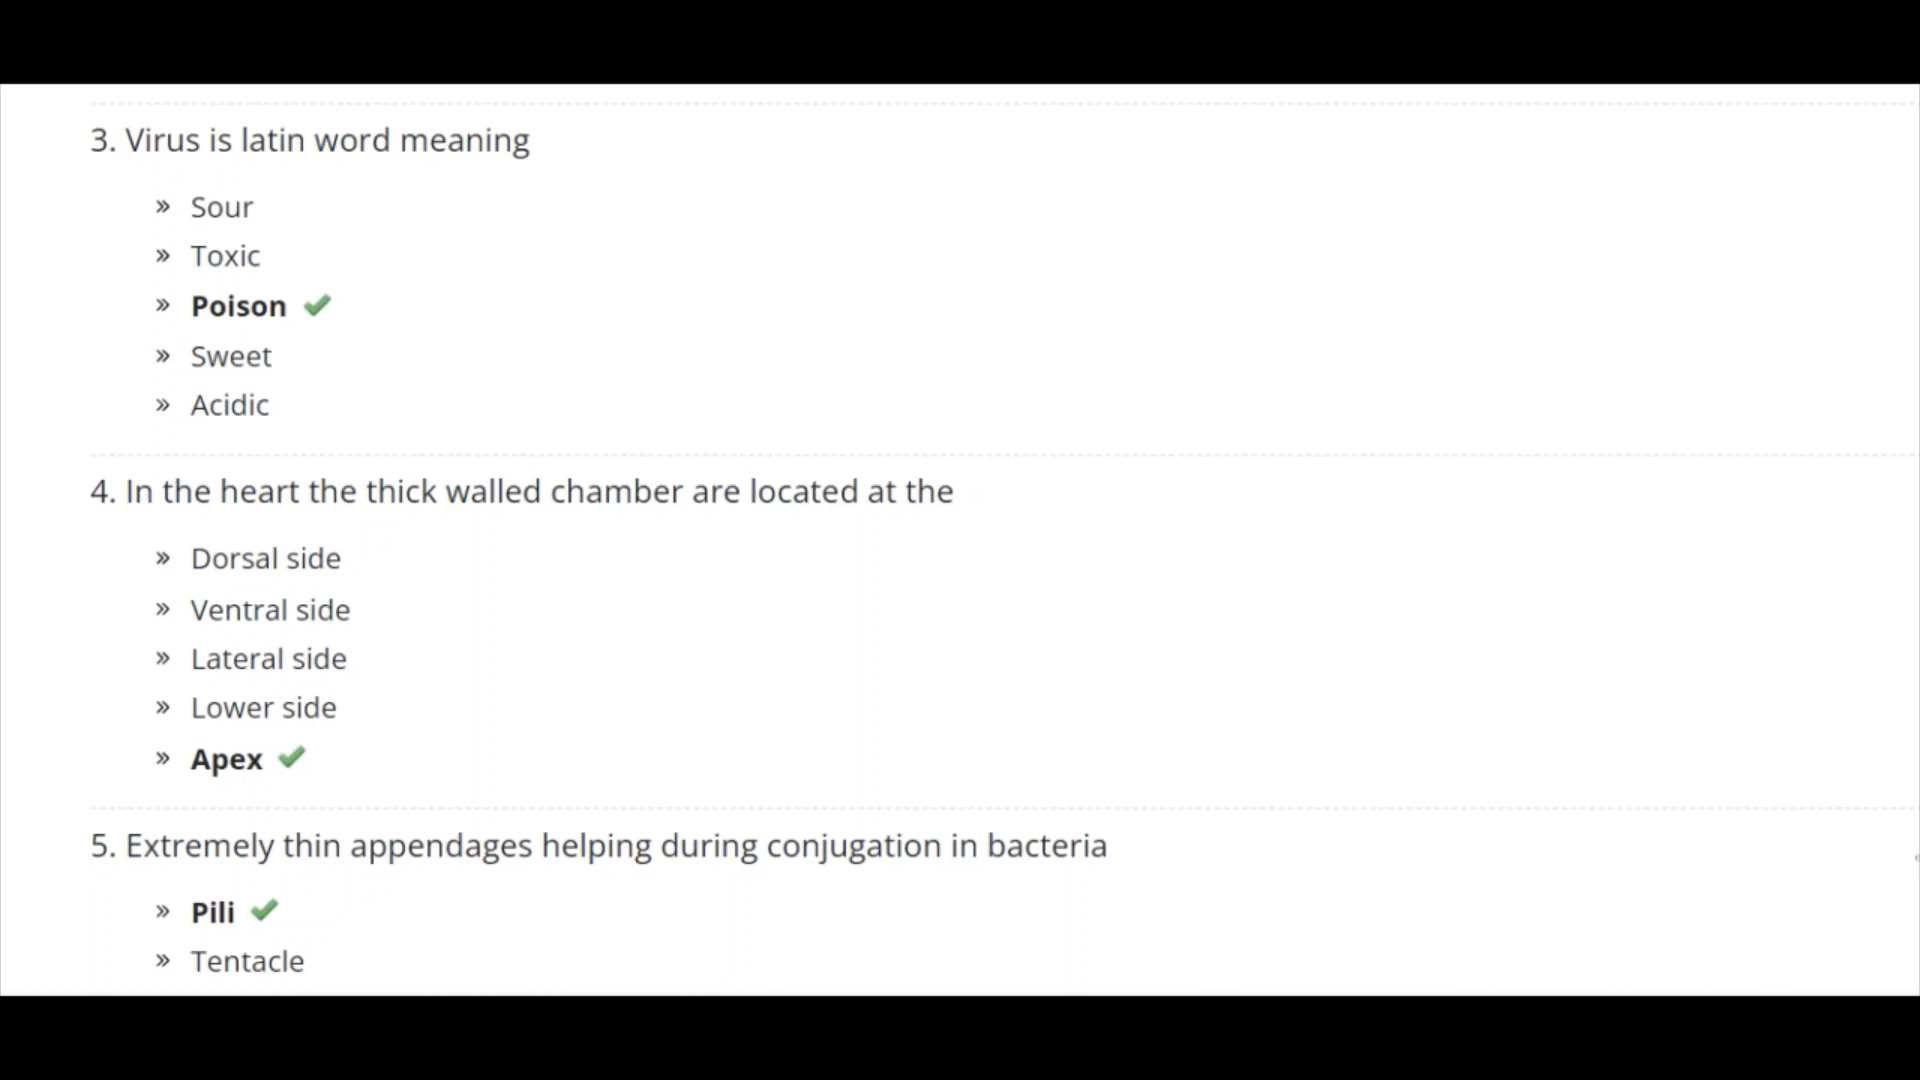 3. Virus is latin word meaning
» Sour
» Toxic
» Poison ✔
» Sweet
» Acidic
4. In the heart the thick walled chamber are located at the
» Dorsal side
» Ventral side
» Lateral side
» Lower side
» Apex ✔
5. Extremely thin appendages helping during conjugation in bacteria
» Pili ✔
» Tentacle